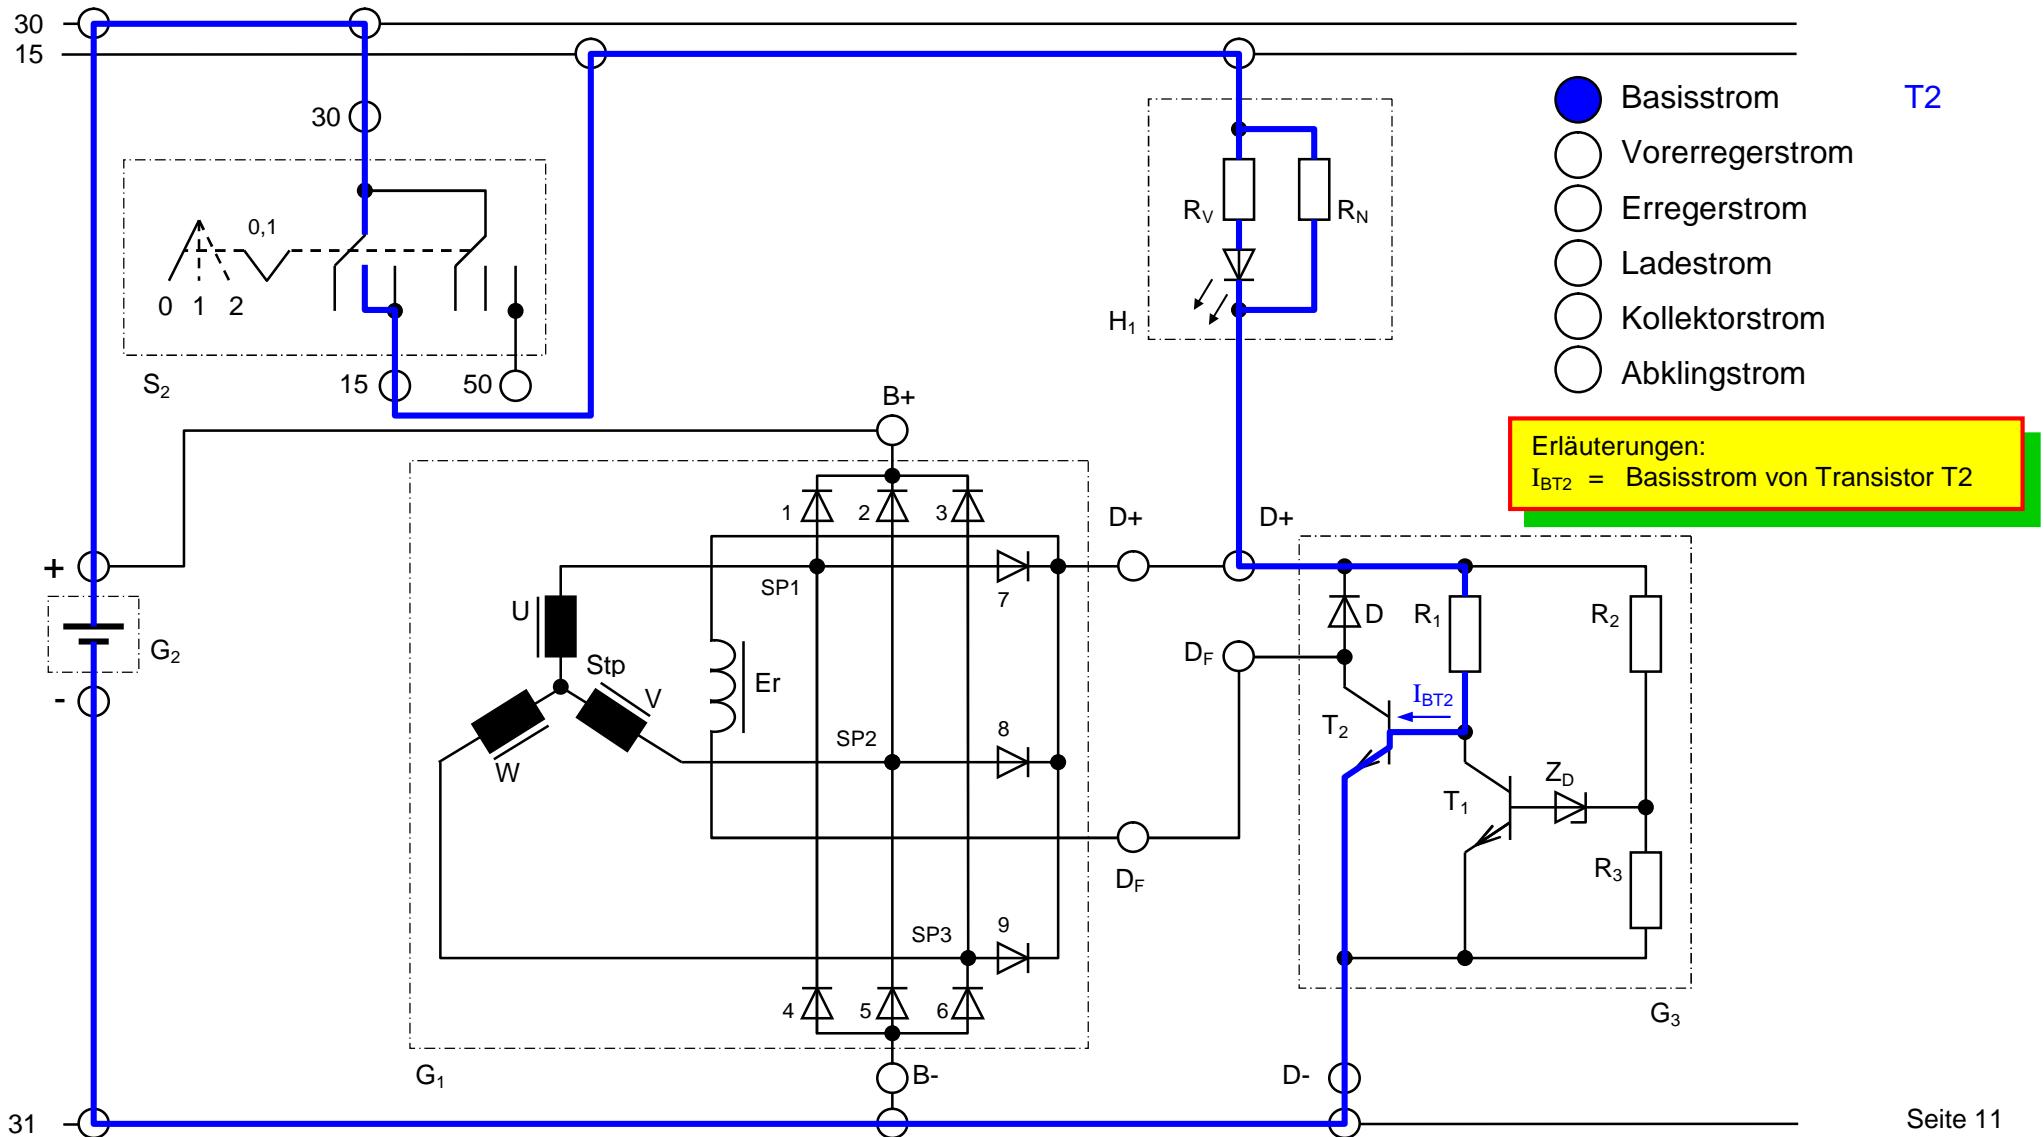 30
15
30
0,1
0 1 2
S2
15
50
RV
RN
H1
Basisstrom T2
Vorerregerstrom
Erregerstrom
Ladestrom
Kollektorstrom
Abklingstrom
Erläuterungen:
IBT2 = Basisstrom von Transistor T2
B+
1
2
3
D+
D+
+
-
G2
U
Stp
V
W
Er
SP1
7
SP2
8
SP3
9
4
5
6
G1
B-
DF
DF
D
R1
R2
IBT2
T2
T1
ZD
R3
G3
D-
31
Seite 11